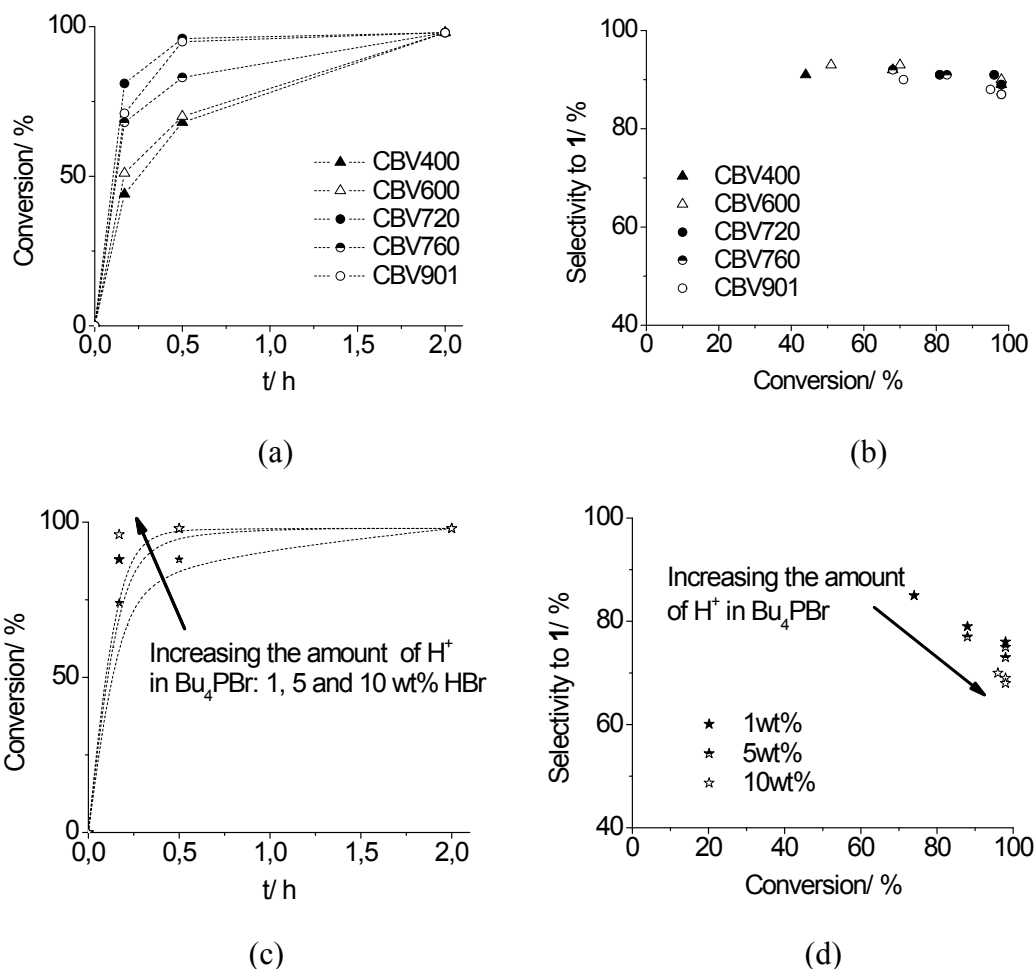 100
50
0
Conversion/ %
0,0 0,5 1,0 1,5 2,0
t/ h
CBV400
CBV600
CBV720
CBV760
CBV901
(a)
100
80
60
40
Selectivity to 1/ %
CBV400
CBV600
CBV720
CBV760
CBV901
0 20 40 60 80 100
Conversion/ %
(b)
100
50
0
Conversion/ %
Increasing the amount of H⁺
in Bu₄PBr: 1, 5 and 10 wt% HBr
0,0 0,5 1,0 1,5 2,0
t/ h
(c)
100
80
60
40
Selectivity to 1/ %
Increasing the amount
of H⁺ in Bu₄PBr
1wt%
5wt%
10wt%
0 20 40 60 80 100
Conversion/ %
(d)